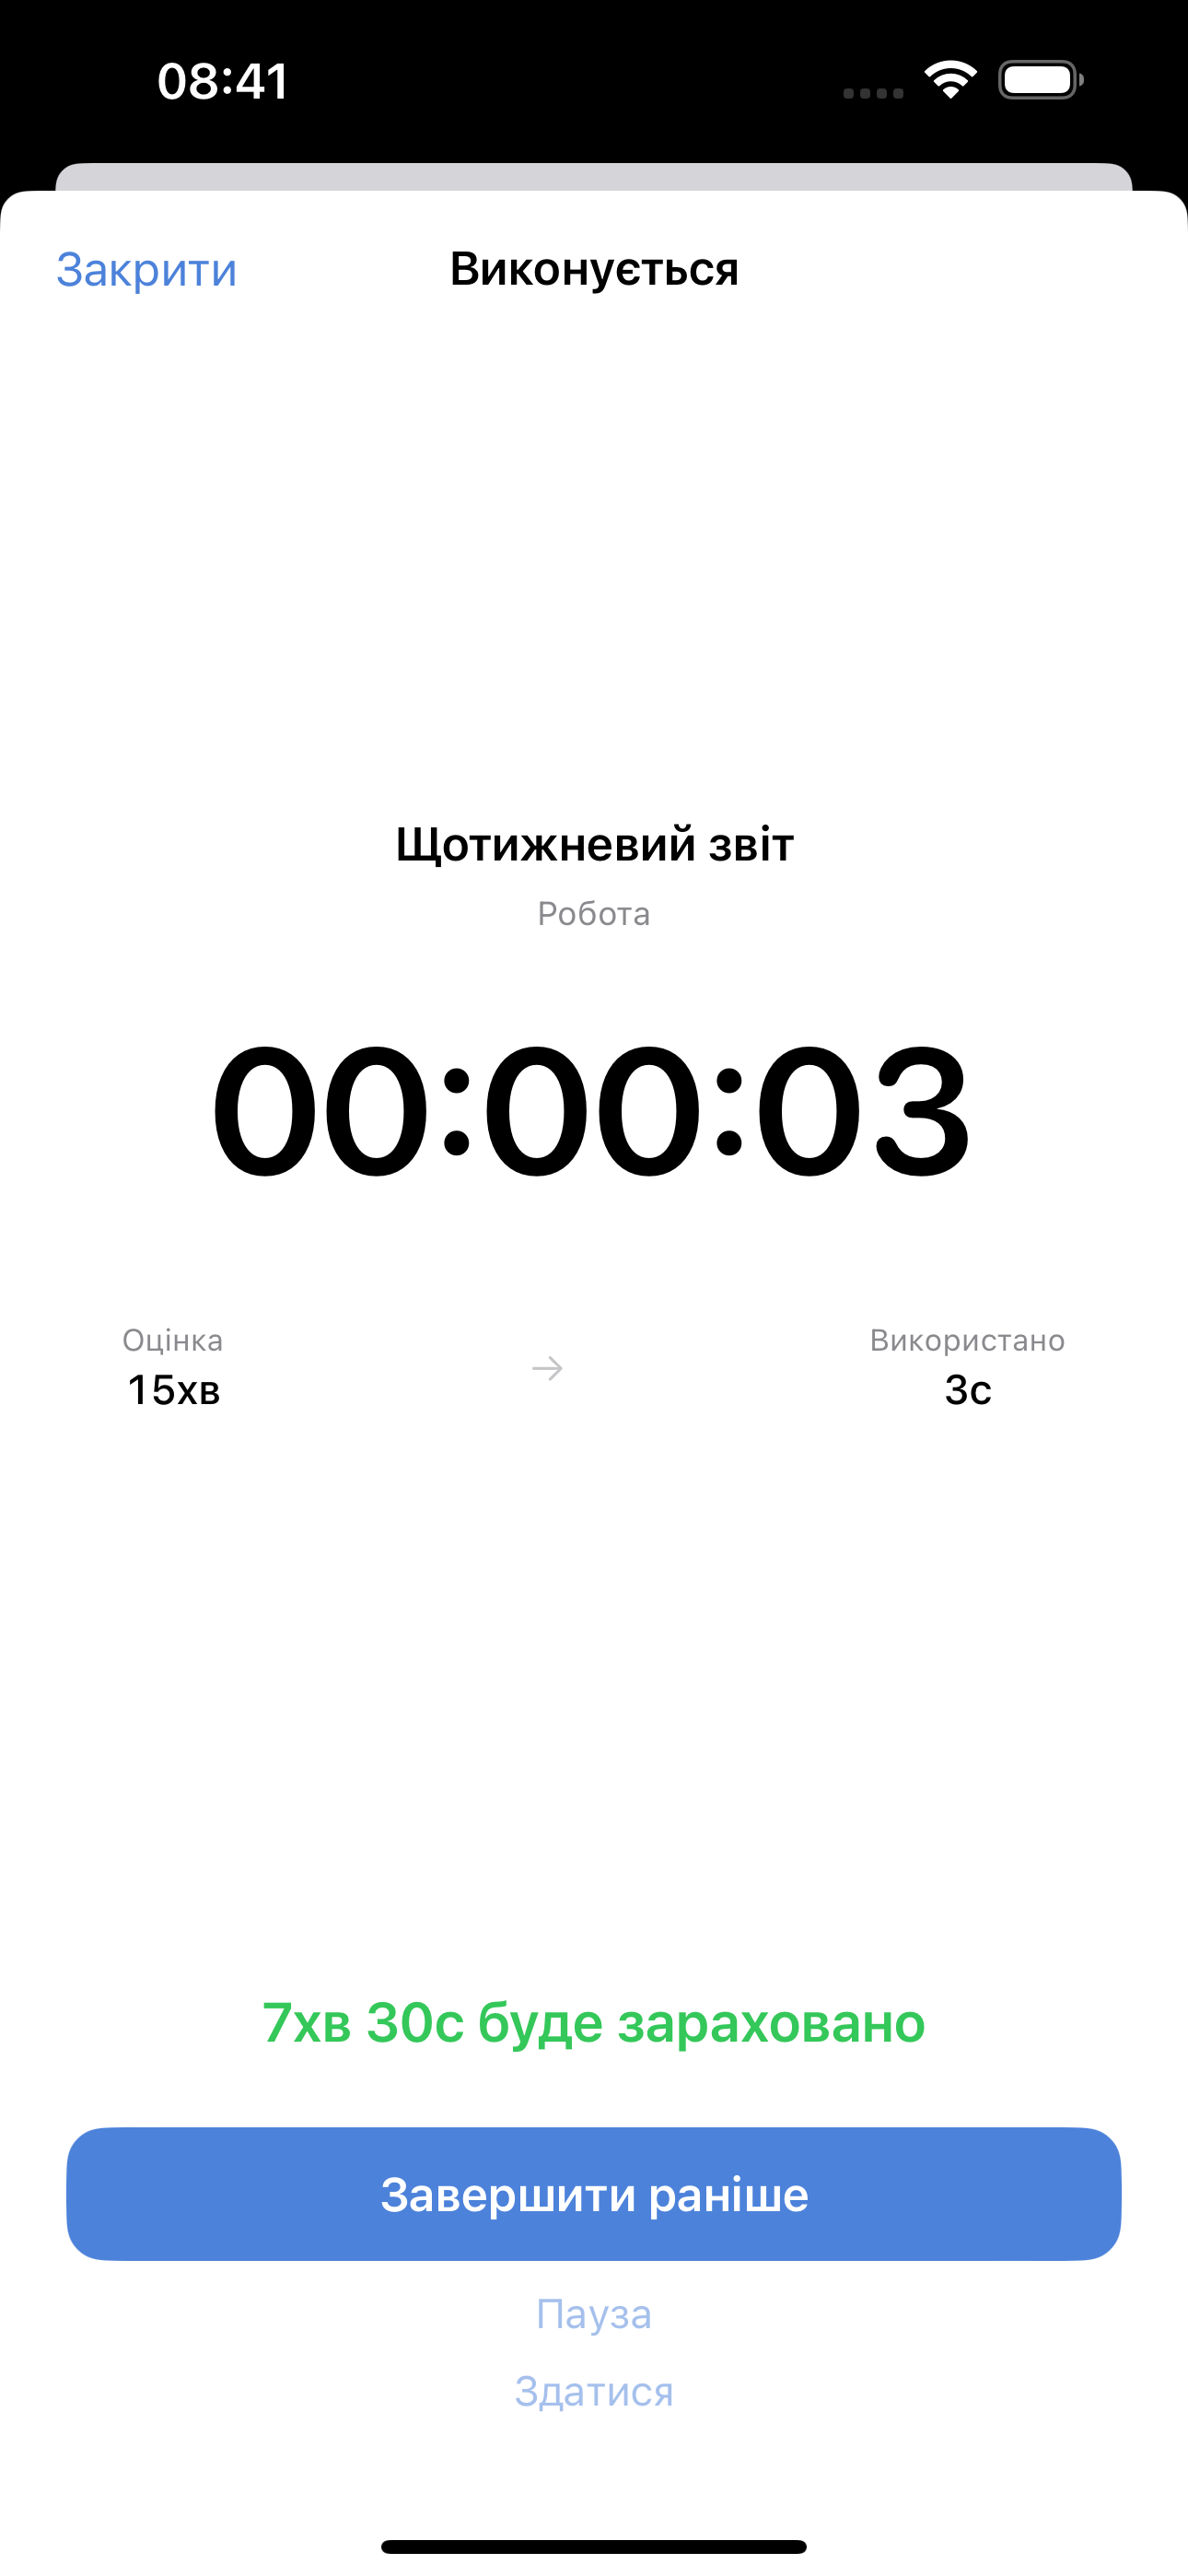 08:41
Закрити
Виконується
Щотижневий звіт
Робота
00:00:03
Оцінка
15хв
→
Використано
3с
7хв 30с буде зараховано
Завершити раніше
Пауза
Здатися